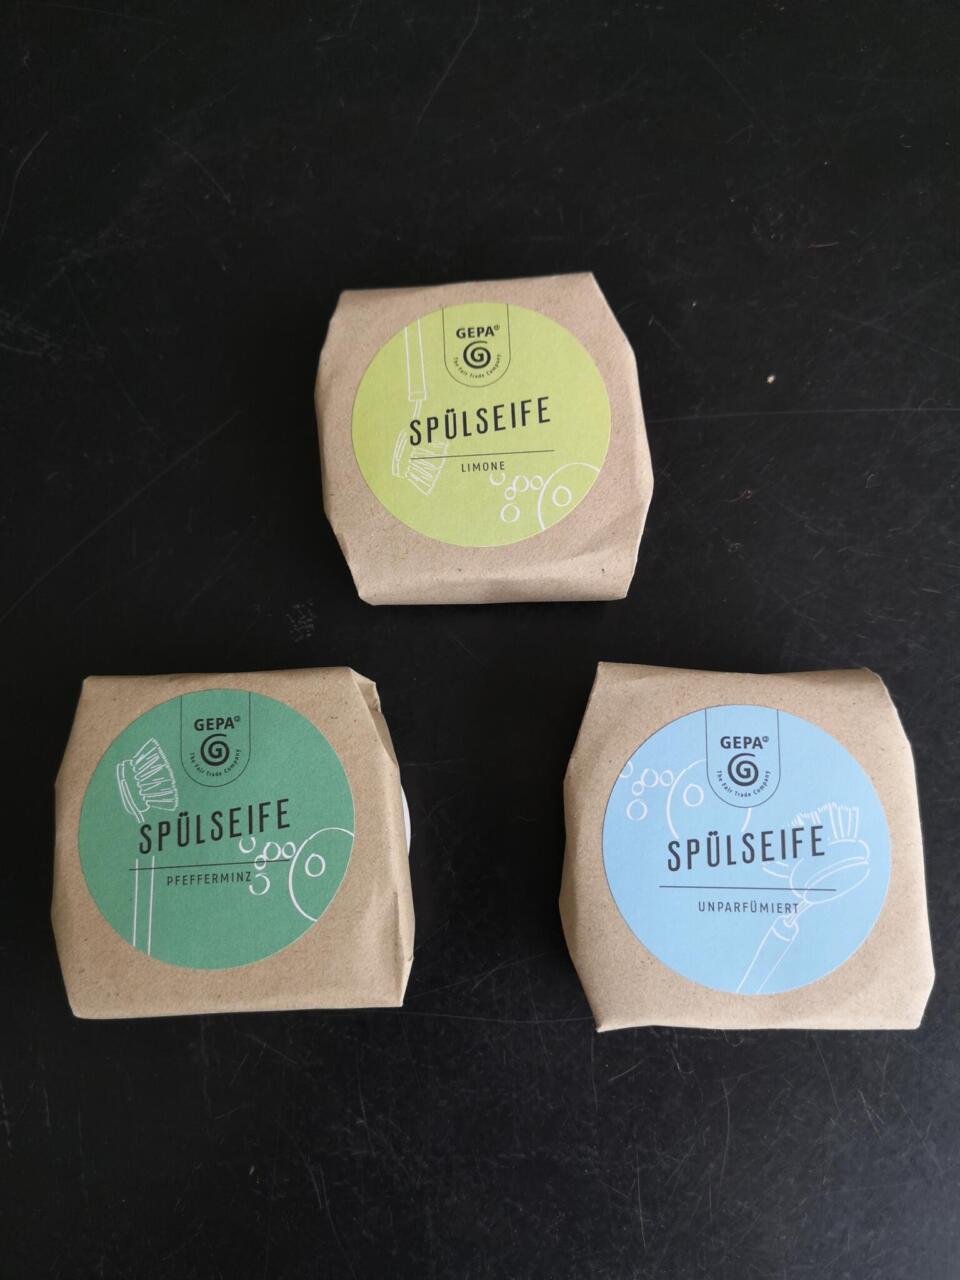 GEPA®
The Fair Trade Company
SPÜLSEIFE
LIMONE
GEPA®
The Fair Trade Company
SPÜLSEIFE
PFEFFERMINZ
GEPA®
The Fair Trade Company
SPÜLSEIFE
UNPARFÜMIERT